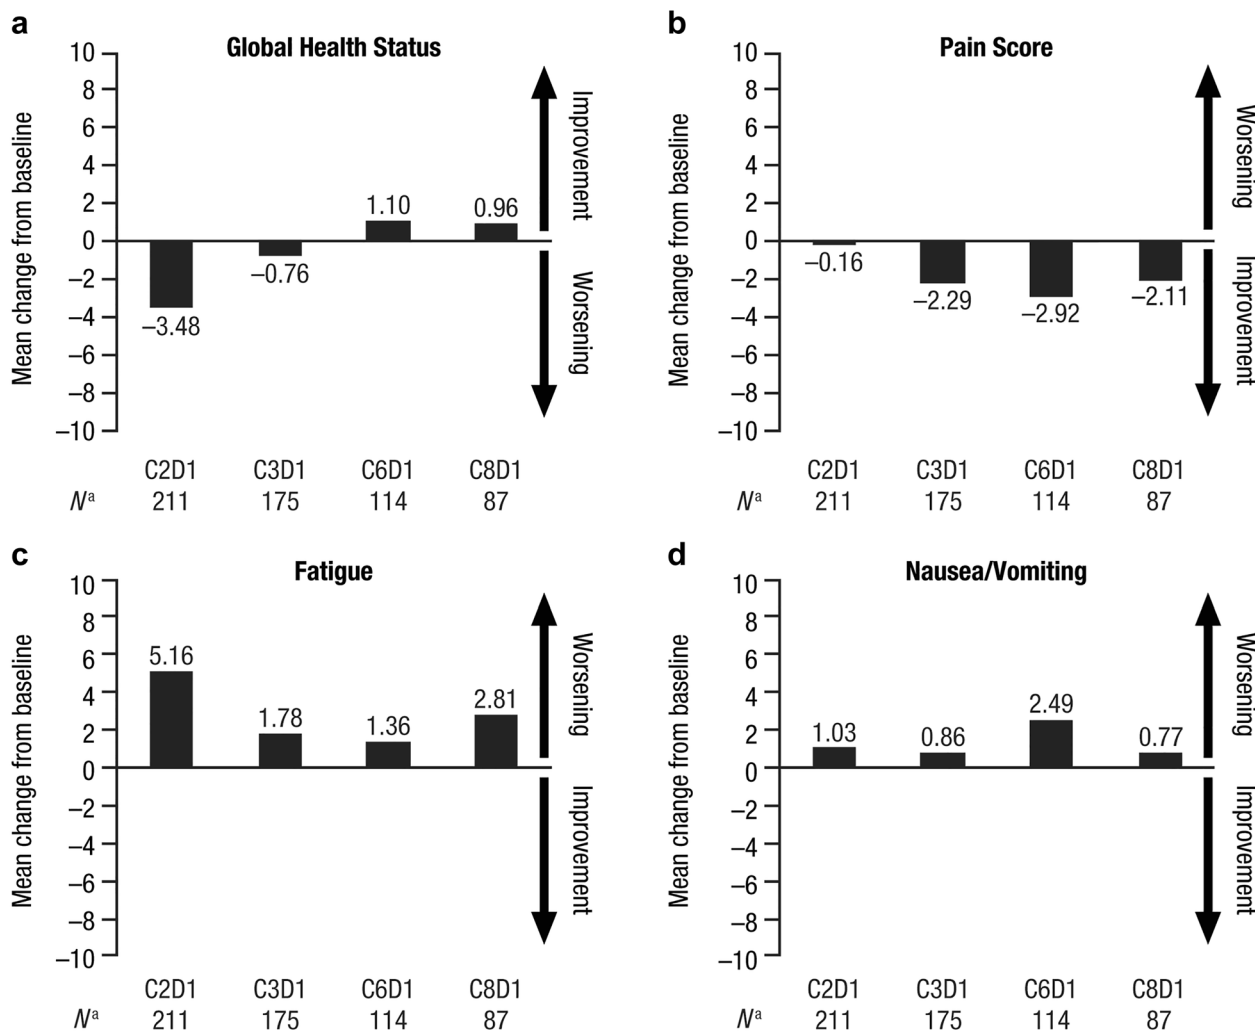 a
Global Health Status
Mean change from baseline
10
8
6
4
2
0
–2
–4
–6
–8
–10
–3.48
–0.76
1.10
0.96
Improvement
Worsening
C2D1 C3D1 C6D1 C8D1
Nᵃ 211 175 114 87
b
Pain Score
Mean change from baseline
10
8
6
4
2
0
–2
–4
–6
–8
–10
–0.16
–2.29
–2.92
–2.11
Worsening
Improvement
C2D1 C3D1 C6D1 C8D1
Nᵃ 211 175 114 87
c
Fatigue
Mean change from baseline
10
8
6
4
2
0
–2
–4
–6
–8
–10
5.16
1.78
1.36
2.81
Worsening
Improvement
C2D1 C3D1 C6D1 C8D1
Nᵃ 211 175 114 87
d
Nausea/Vomiting
Mean change from baseline
10
8
6
4
2
0
–2
–4
–6
–8
–10
1.03
0.86
2.49
0.77
Worsening
Improvement
C2D1 C3D1 C6D1 C8D1
Nᵃ 211 175 114 87